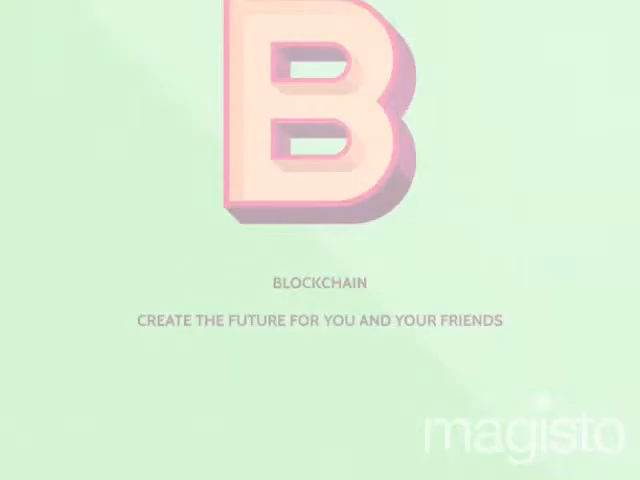 B
BLOCKCHAIN
CREATE THE FUTURE FOR YOU AND YOUR FRIENDS
magisto